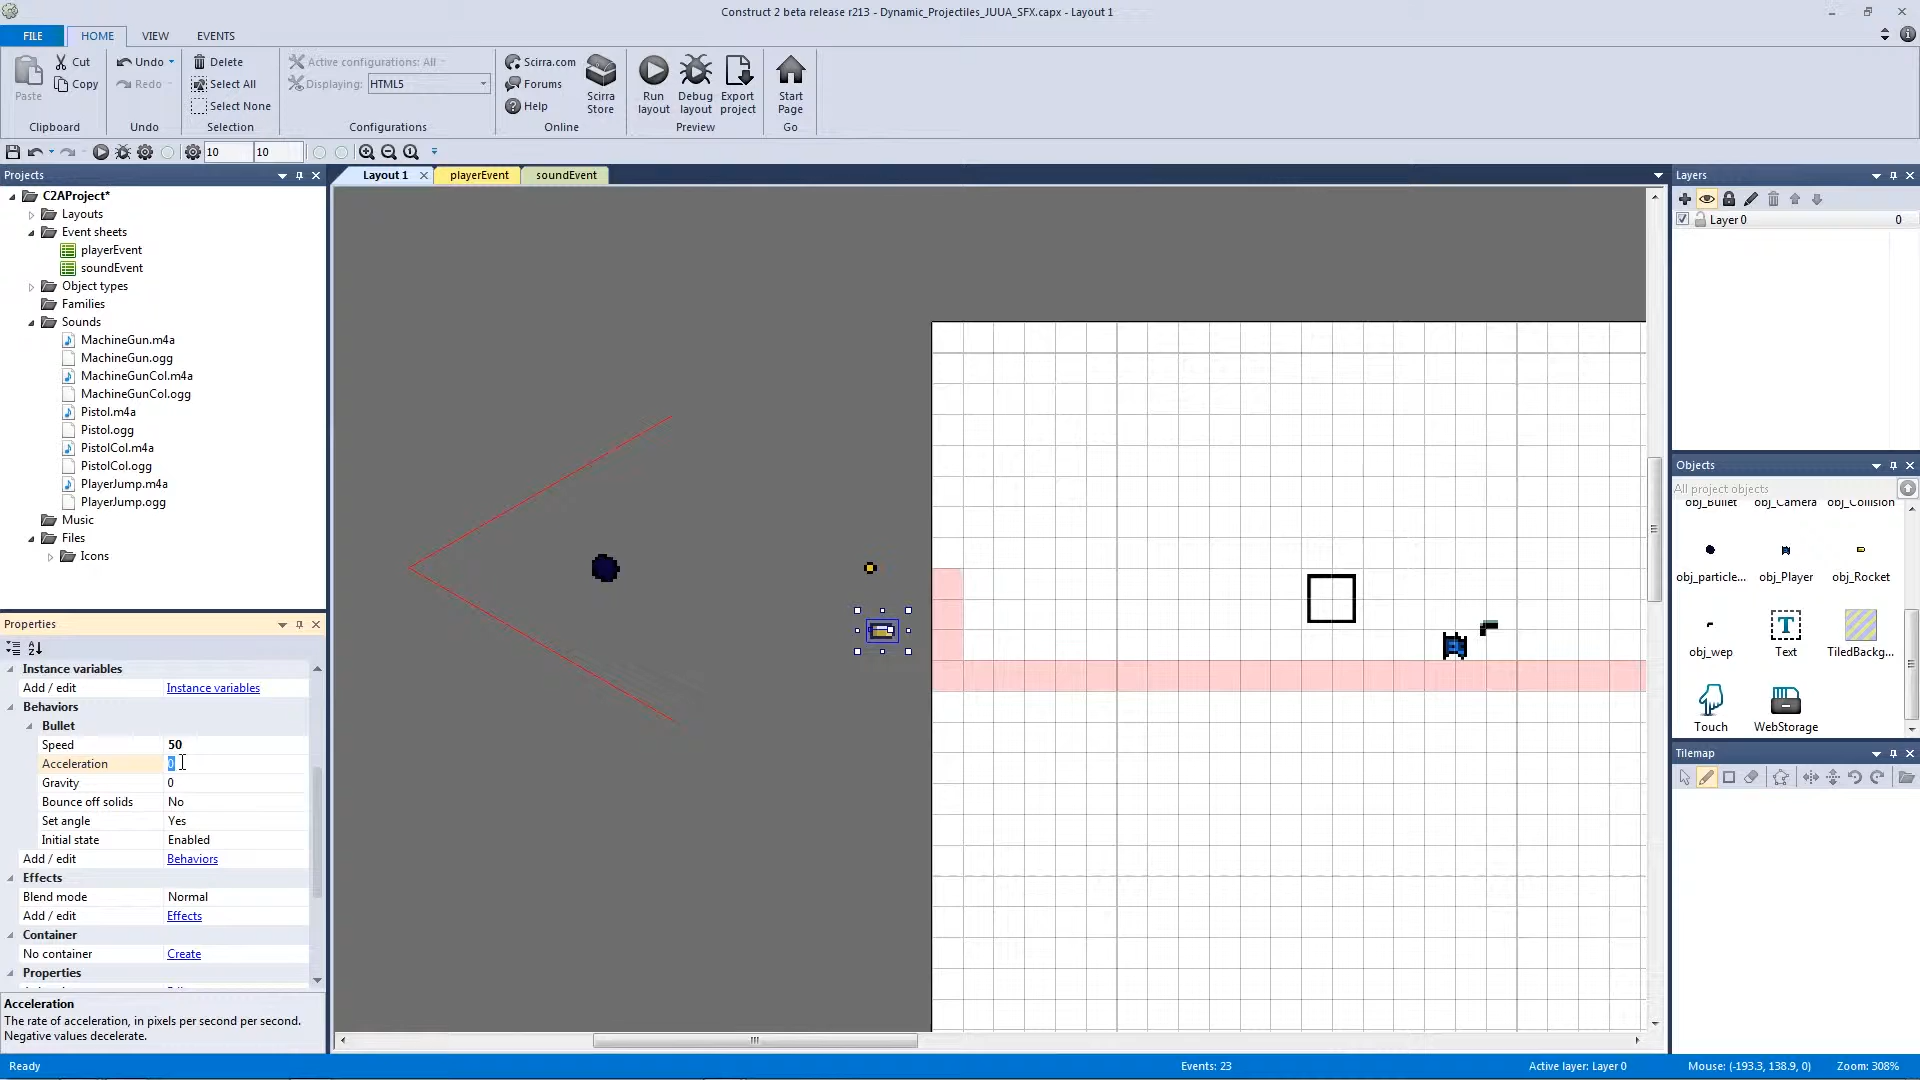 Construct 2 beta release r213 - Dynamic_Projectiles_JUUA_SFX.capx - Layout 1
FILE
HOME
VIEW
EVENTS
Paste
Cut
Copy
Clipboard
Undo
Redo
Undo
Delete
Select All
Select None
Selection
Active configurations: All
Displaying:
HTML5
Configurations
Scirra.com
Forums
Help
Scirra Store
Online
Run layout
Debug layout
Export project
Preview
Start Page
Go
10
10
Projects
C2AProject*
Layouts
Event sheets
playerEvent
soundEvent
Object types
Families
Sounds
MachineGun.m4a
MachineGun.ogg
MachineGunCol.m4a
MachineGunCol.ogg
Pistol.m4a
Pistol.ogg
PistolCol.m4a
PistolCol.ogg
PlayerJump.m4a
PlayerJump.ogg
Music
Files
Icons
Properties
Instance variables
Add / edit Instance variables
Behaviors
Bullet
Speed 50
Acceleration 0
Gravity 0
Bounce off solids No
Set angle Yes
Initial state Enabled
Add / edit Behaviors
Effects
Blend mode Normal
Add / edit Effects
Container
No container Create
Properties
Acceleration
The rate of acceleration, in pixels per second per second.
Negative values decelerate.
Layout 1
playerEvent
soundEvent
Layers
Layer 0 0
Objects
All project objects
obj_Bullet obj_Camera obj_Collision
obj_particle... obj_Player obj_Rocket
obj_wep Text TiledBackg...
Touch WebStorage
Tilemap
Ready
Events: 23
Active layer: Layer 0
Mouse: (-193.3, 138.9, 0)
Zoom: 308%